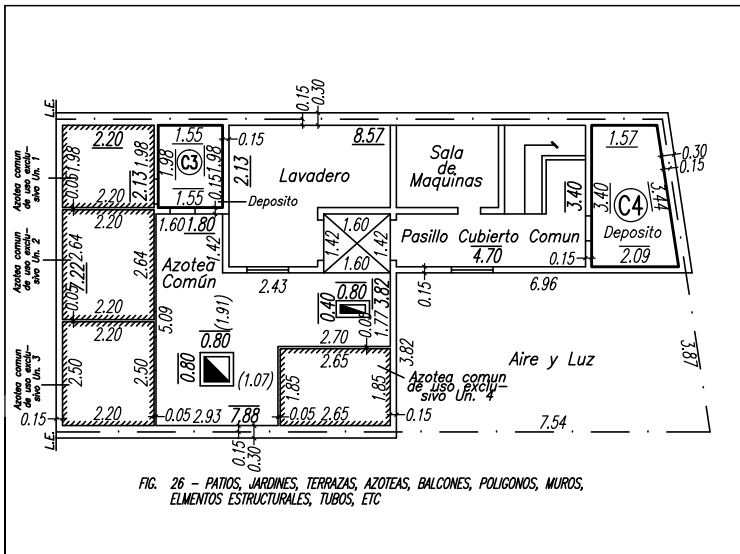 L.E.
0.15
0.30
2.20
1.55
0.15
8.57
1.57
0.30
0.15
Azotea comun
de uso exclu-
sivo Un. 1
1.98
1.98
2.13
1.98
C3
1.98
2.13
Lavadero
Sala
de
Maquinas
3.40
3.40
C4
3.44
0.05
2.20
1.55
0.15
Deposito
Deposito
2.09
Azotea comun
de uso exclu-
sivo Un. 2
2.20
1.60
1.80
1.42
1.60
1.42
1.42
1.60
Pasillo Cubierto Comun
4.70
0.15
2.64
7.22
2.64
Azotea
Común
2.43
0.15
6.96
0.05
2.20
5.09
(1.91)
0.40
0.80
3.82
1.77
0.05
2.20
0.80
2.70
3.82
Aire y Luz
3.87
Azotea comun
de uso exclu-
sivo Un. 3
2.50
2.50
0.80
(1.07)
2.65
1.85
1.85
Azotea comun
de uso exclu-
sivo Un. 4
0.15
2.20
0.05
2.93
7.88
0.05
2.65
0.15
7.54
L.E.
0.15
0.30
FIG. 26 - PATIOS, JARDINES, TERRAZAS, AZOTEAS, BALCONES, POLIGONOS, MUROS,
ELMENTOS ESTRUCTURALES, TUBOS, ETC